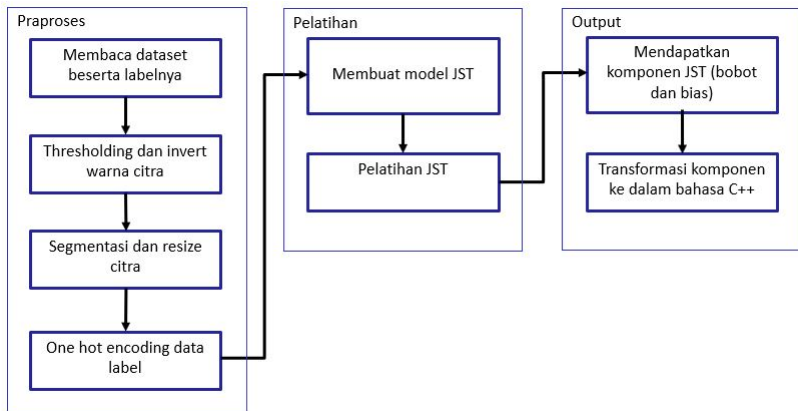 Praproses
Membaca dataset
beserta labelnya
Thresholding dan invert
warna citra
Segmentasi dan resize
citra
One hot encoding data
label
Pelatihan
Membuat model JST
Pelatihan JST
Output
Mendapatkan
komponen JST (bobot
dan bias)
Transformasi komponen
ke dalam bahasa C++